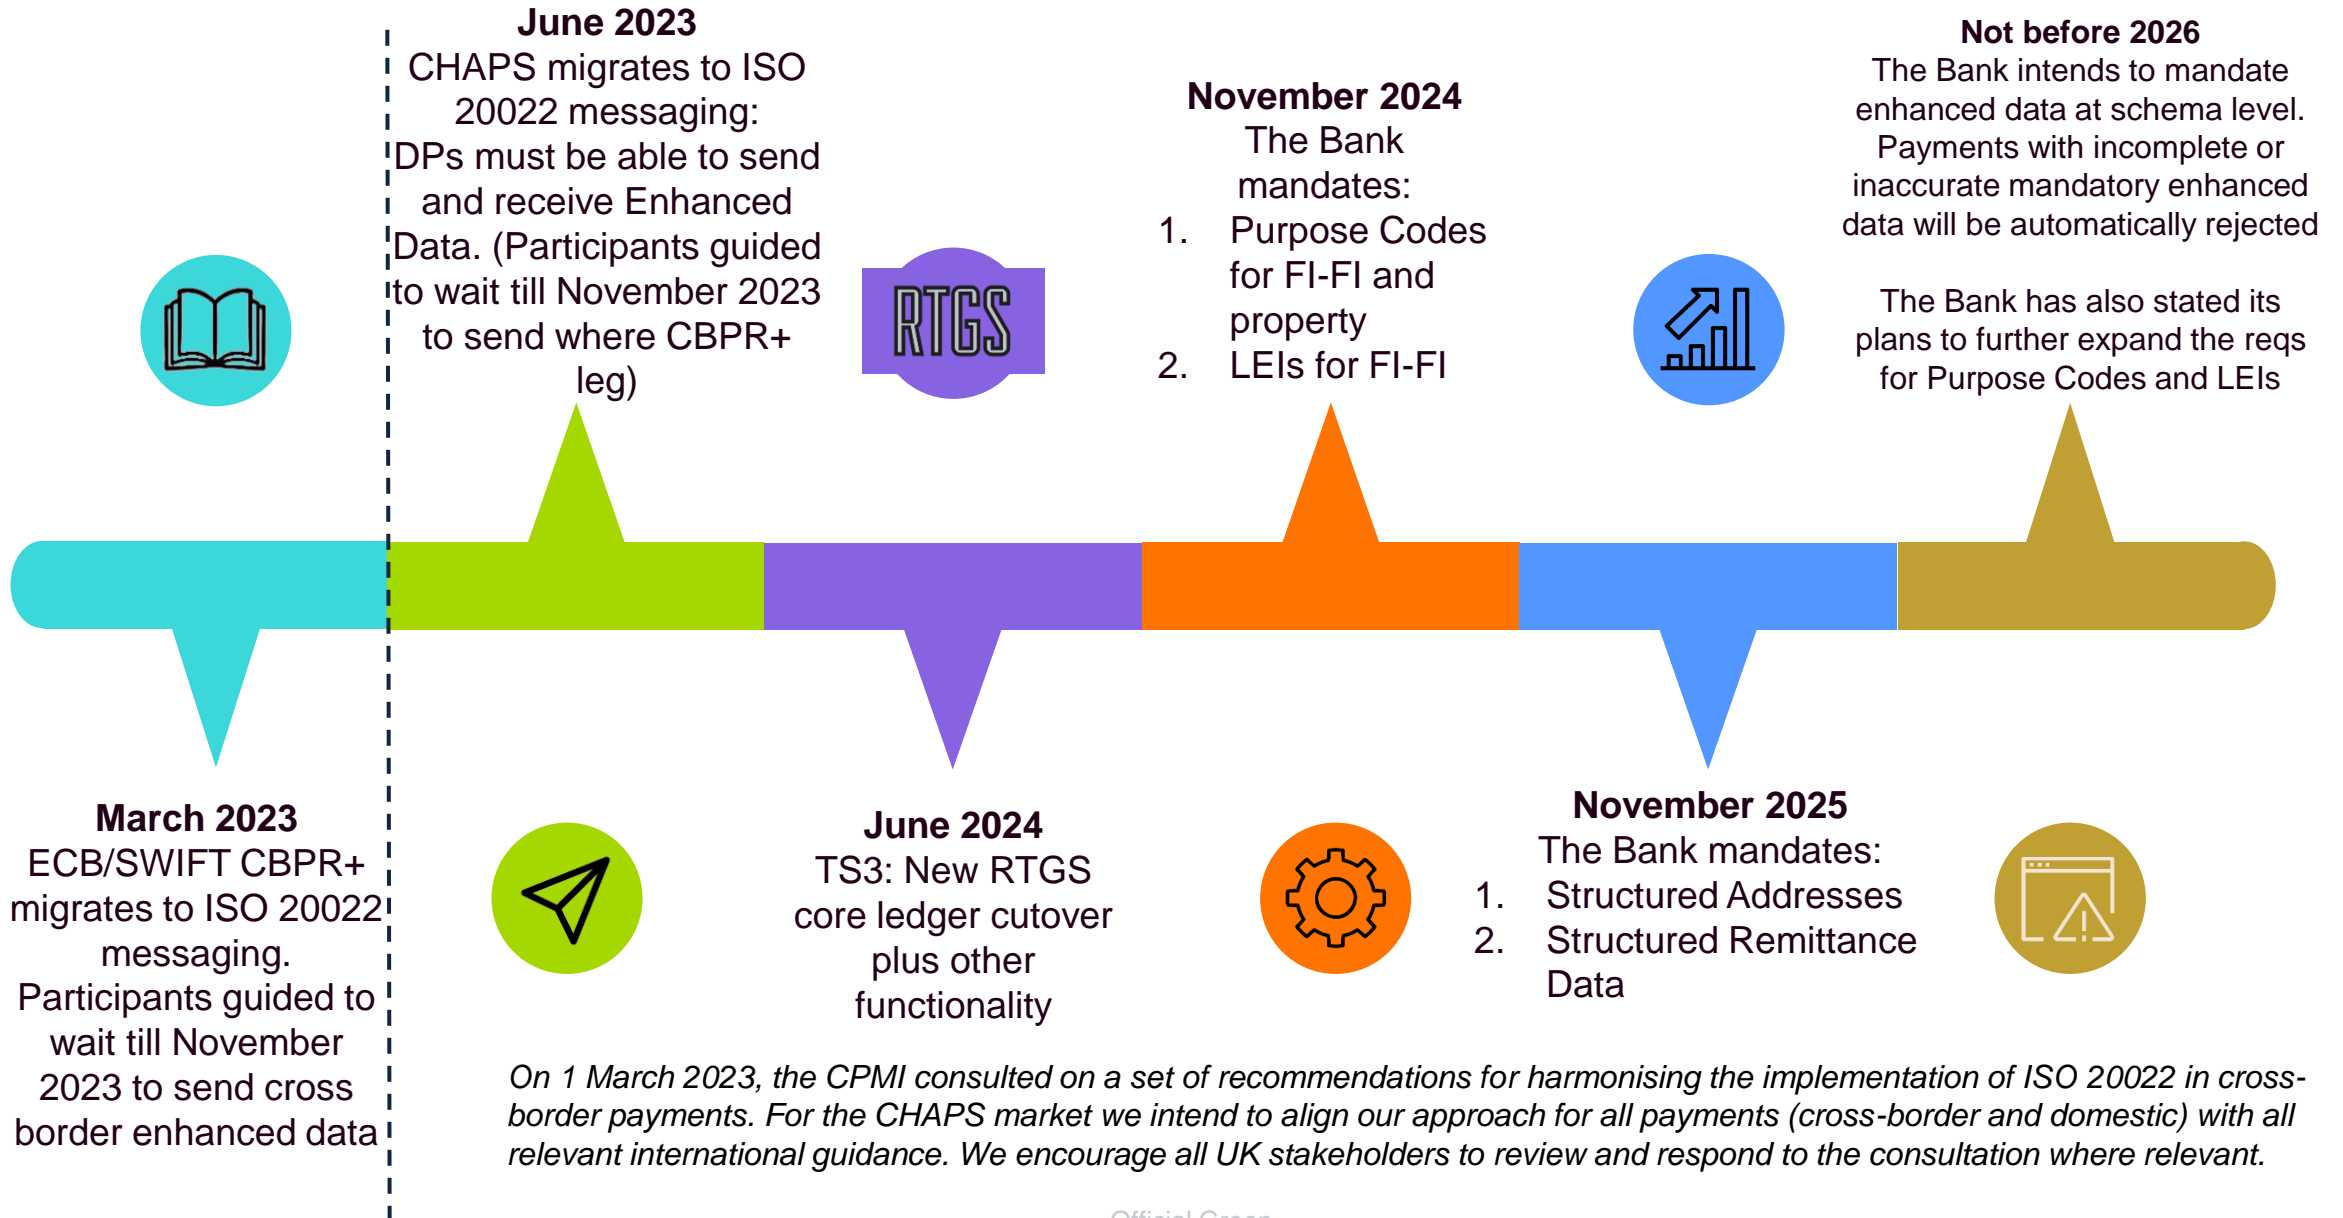 June 2023
CHAPS migrates to ISO
20022 messaging:
DPs must be able to send
and receive Enhanced
Data. (Participants guided
to wait till November 2023
to send where CBPR+
leg)
RTGS
November 2024
The Bank
mandates:
1. Purpose Codes
for FI-FI and
property
2. LEIs for FI-FI
Not before 2026
The Bank intends to mandate
enhanced data at schema level.
Payments with incomplete or
inaccurate mandatory enhanced
data will be automatically rejected
The Bank has also stated its
plans to further expand the reqs
for Purpose Codes and LEIs
March 2023
ECB/SWIFT CBPR+
migrates to ISO 20022
messaging.
Participants guided to
wait till November
2023 to send cross
border enhanced data
June 2024
TS3: New RTGS
core ledger cutover
plus other
functionality
November 2025
The Bank mandates:
1. Structured Addresses
2. Structured Remittance
Data
On 1 March 2023, the CPMI consulted on a set of recommendations for harmonising the implementation of ISO 20022 in cross-
border payments. For the CHAPS market we intend to align our approach for all payments (cross-border and domestic) with all
relevant international guidance. We encourage all UK stakeholders to review and respond to the consultation where relevant.
Official Green